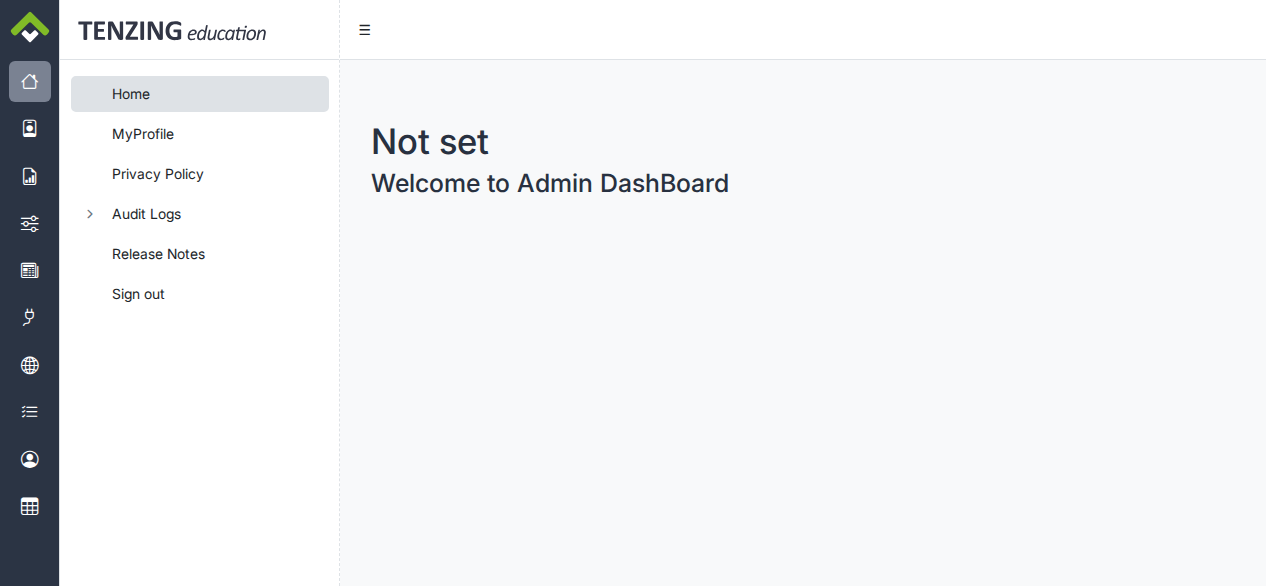 TENZING education
Home
MyProfile
Privacy Policy
Audit Logs
Release Notes
Sign out
Not set
Welcome to Admin DashBoard